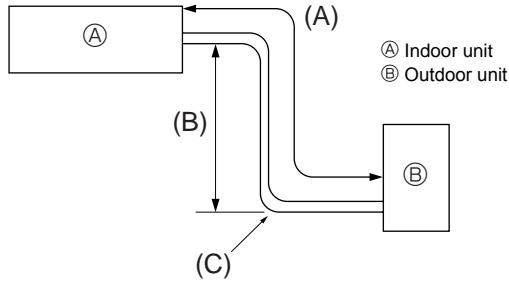 (A)
Ⓐ
Ⓐ Indoor unit
Ⓑ Outdoor unit
(B)
Ⓑ
(C)